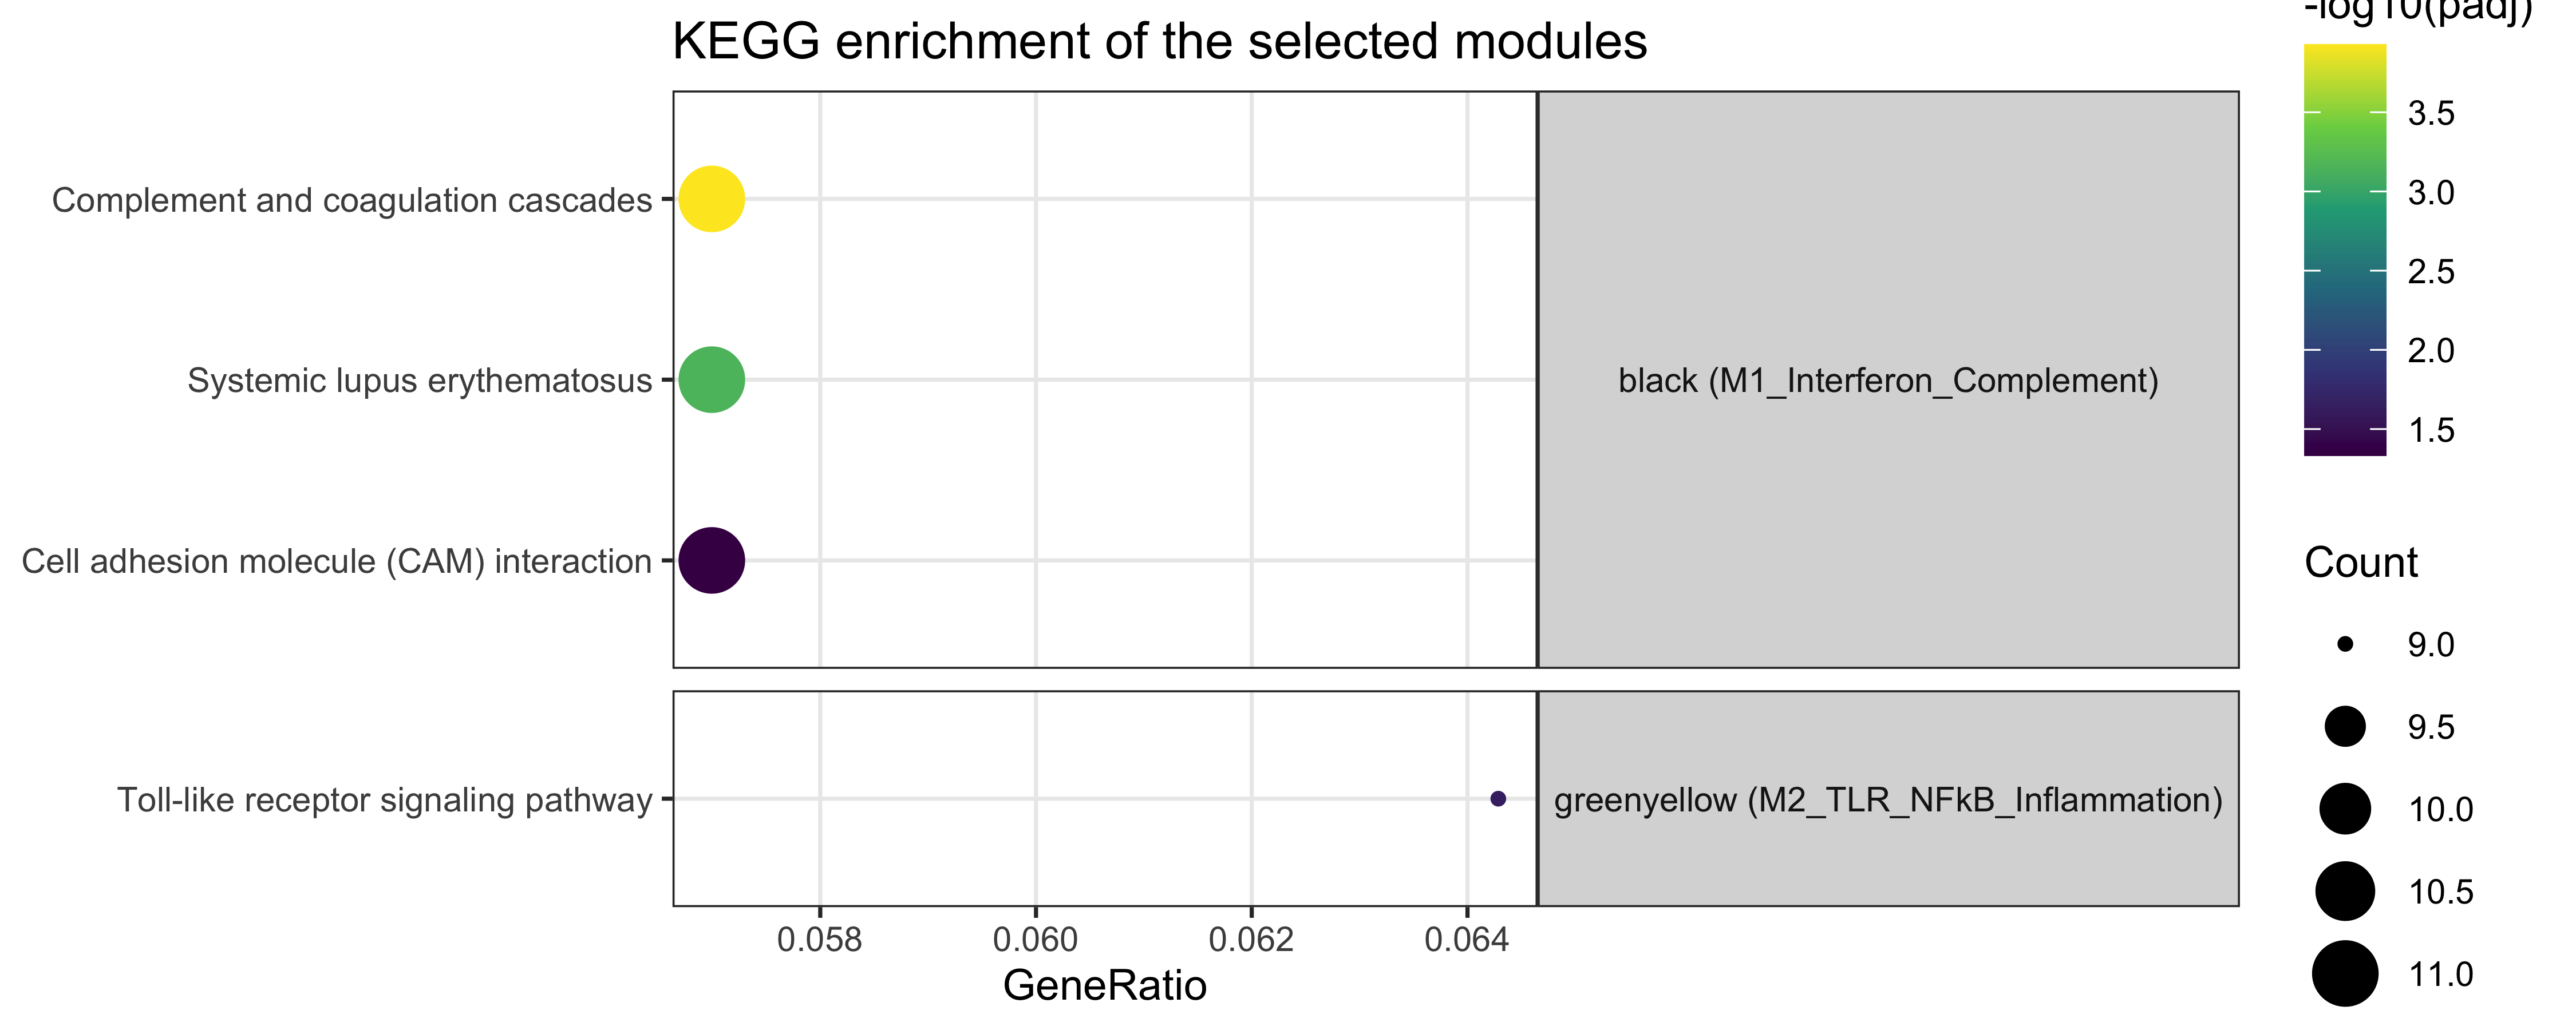 KEGG enrichment of the selected modules
Complement and coagulation cascades
Systemic lupus erythematosus
Cell adhesion molecule (CAM) interaction
Toll-like receptor signaling pathway
black (M1_Interferon_Complement)
greenyellow (M2_TLR_NFkB_Inflammation)
0.058 0.060 0.062 0.064
GeneRatio
-log10(padj)
3.5
3.0
2.5
2.0
1.5
Count
9.0
9.5
10.0
10.5
11.0